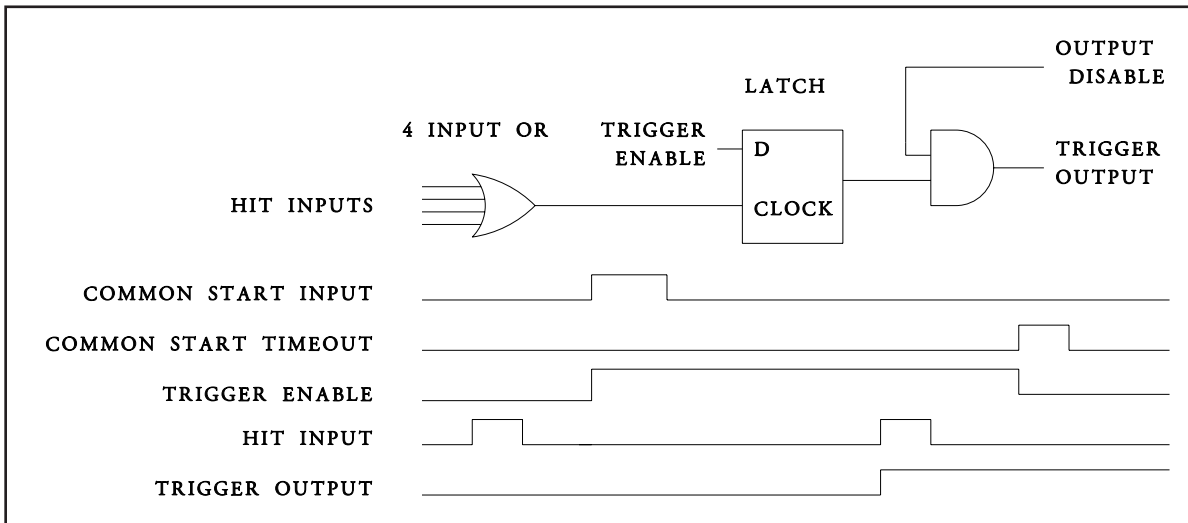 OUTPUT
DISABLE
LATCH
4 INPUT OR
TRIGGER
ENABLE
D
TRIGGER
OUTPUT
HIT INPUTS
CLOCK
COMMON START INPUT
COMMON START TIMEOUT
TRIGGER ENABLE
HIT INPUT
TRIGGER OUTPUT